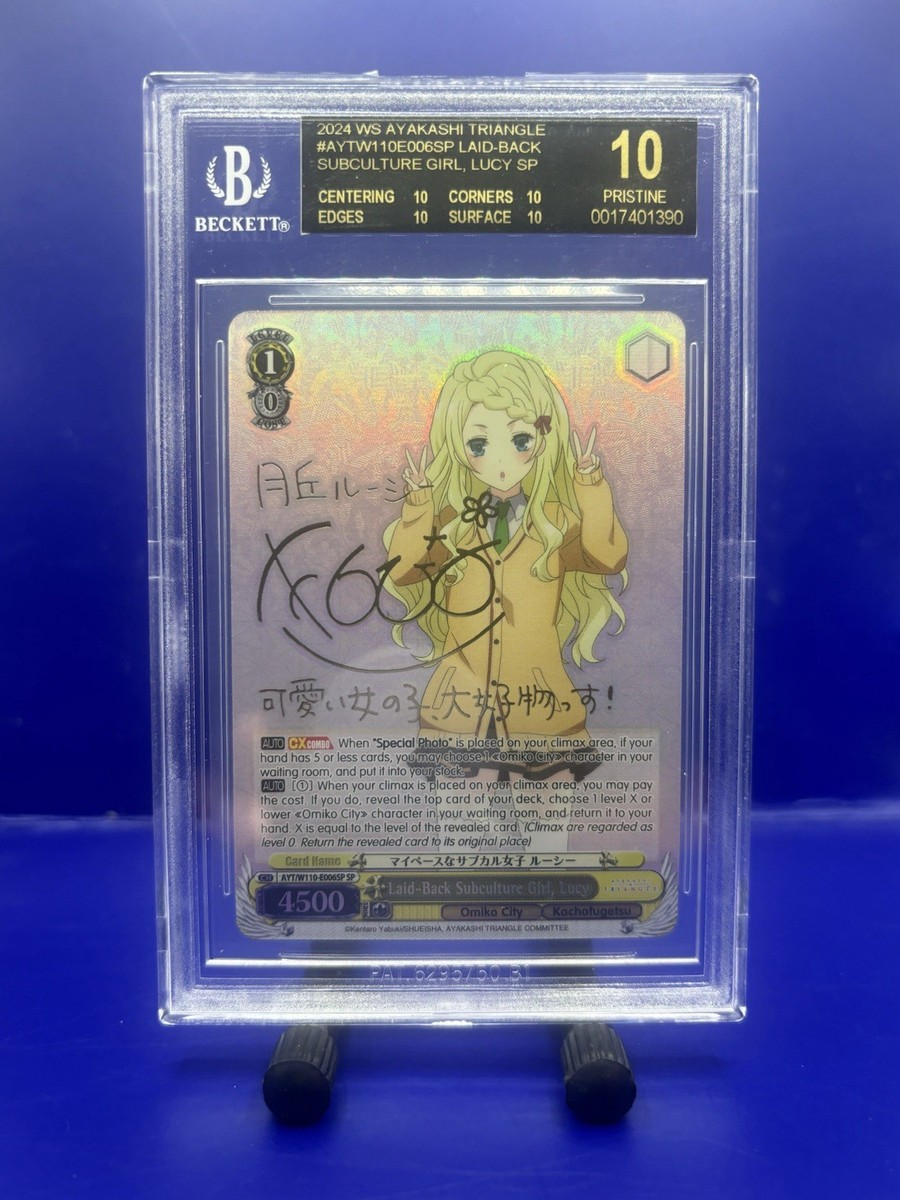 2024 WS AYAKASHI TRIANGLE
#AYTW110E006SP LAID-BACK
SUBCULTURE GIRL, LUCY SP
CENTERING 10 CORNERS 10
EDGES 10 SURFACE 10
10
PRISTINE
0017401390
B
BECKETT®
LEVEL
1
0
COST
月丘ルーシー
可愛い女の子、大好物っす!
AUTO CXCOMBO When "Special Photo" is placed on your climax area, if your
hand has 5 or less cards, you may choose 1 «Omiko City» character in your
waiting room, and put it into your stock.
AUTO [①] When your climax is placed on your climax area, you may pay
the cost. If you do, reveal the top card of your deck, choose 1 level X or
lower «Omiko City» character in your waiting room, and return it to your
hand. X is equal to the level of the revealed card. (Climax are regarded as
level 0. Return the revealed card to its original place)
Card Name マイペースなサブカル女子 ルーシー
CH AYT/W110-E006SP SP
Laid-Back Subculture Girl, Lucy
4500
Omiko City Kachofugetsu
©Kentaro Yabuki/SHUEISHA, AYAKASHI TRIANGLE COMMITTEE
PAT. 6295750.B1